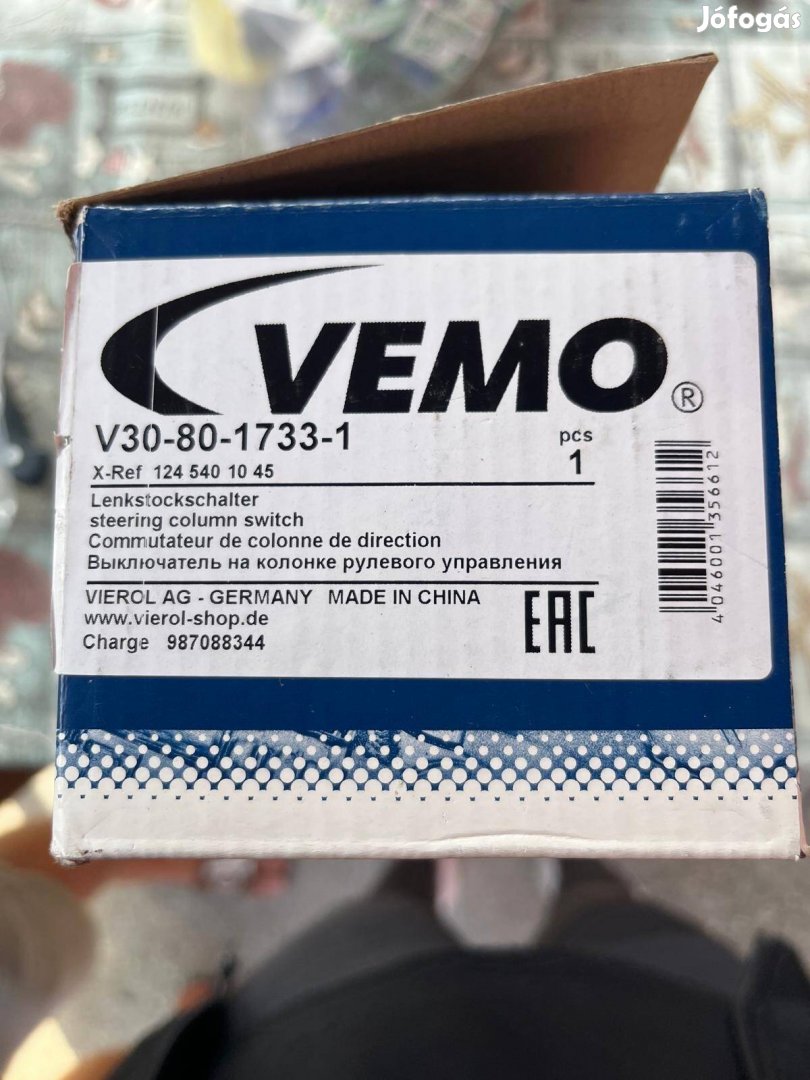 Jófogás
VEMO®
V30-80-1733-1
pcs
1
X-Ref 124 540 10 45
Lenkstockschalter
steering column switch
Commutateur de colonne de direction
Выключатель на колонке рулевого управления
VIEROL AG - GERMANY MADE IN CHINA
www.vierol-shop.de
Charge 987088344
EAC
4 046001 356612